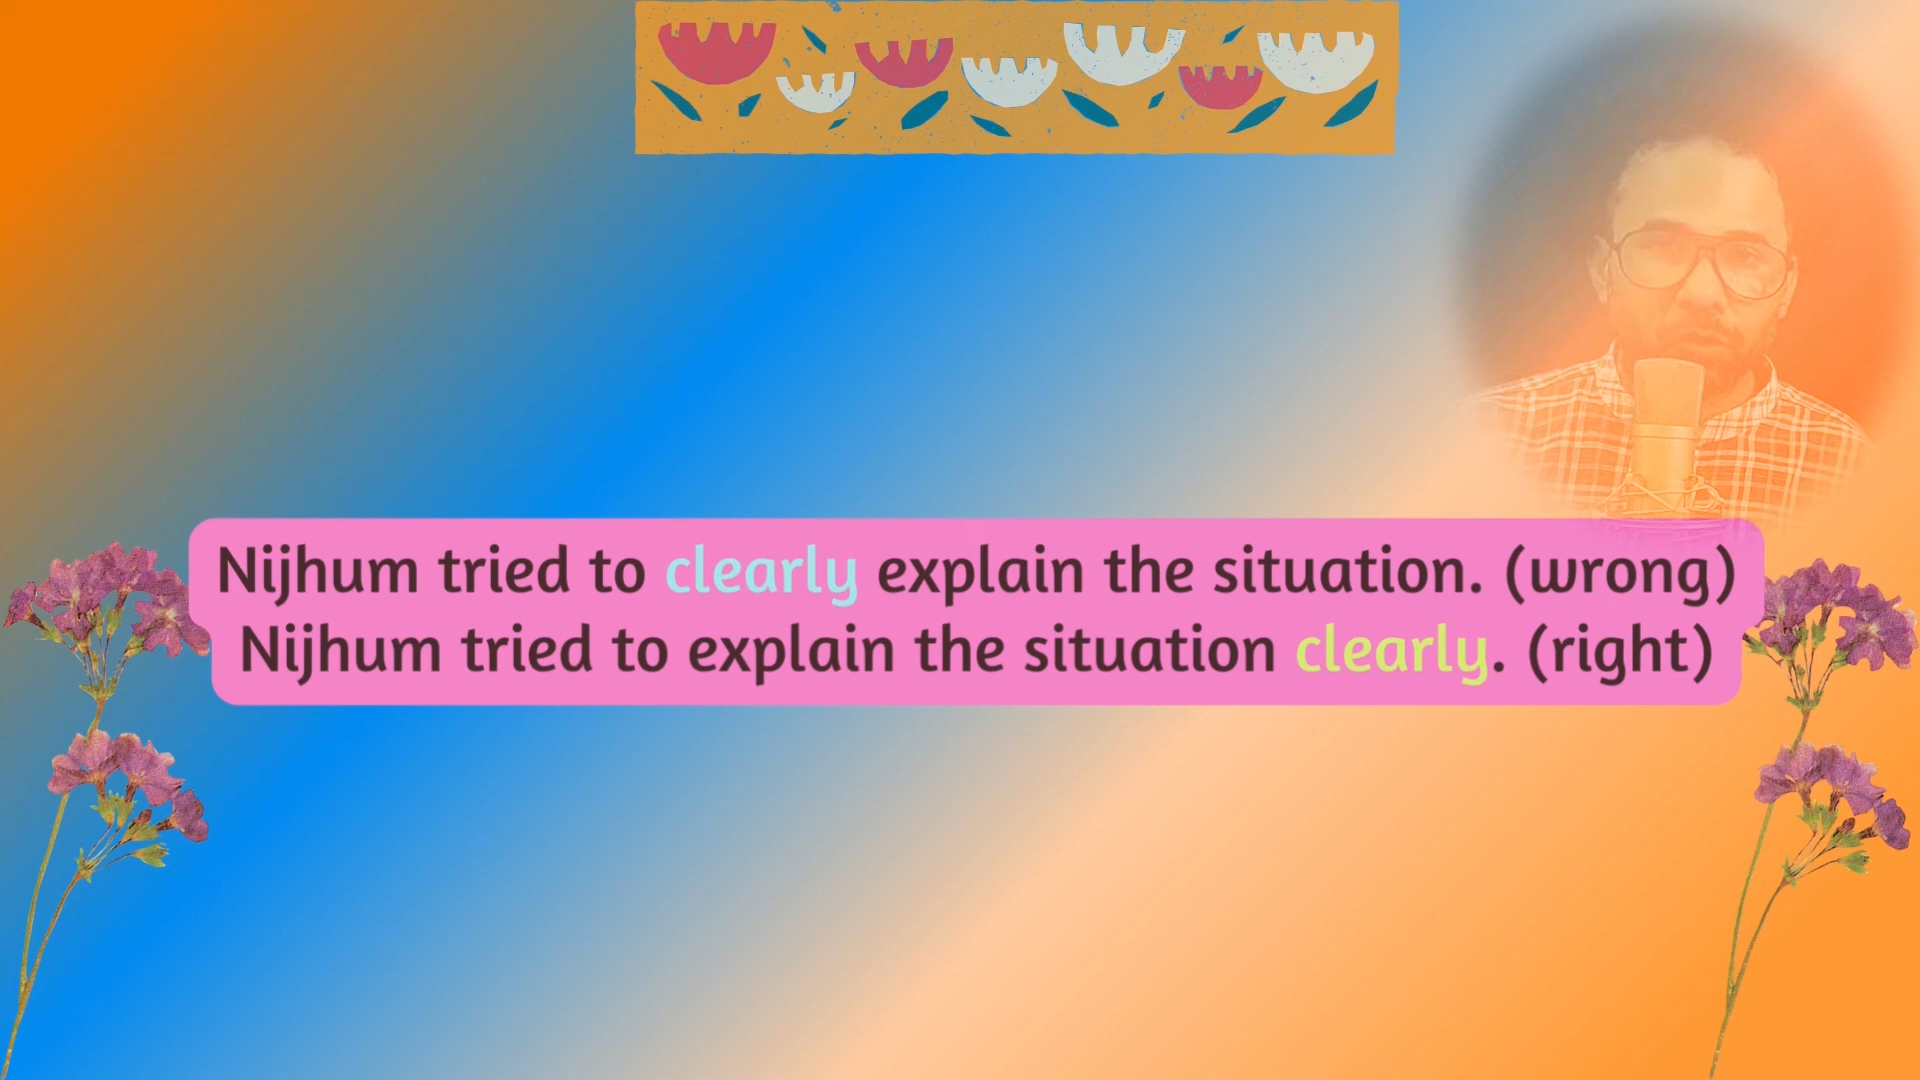 Nijhum tried to clearly explain the situation. (wrong)
Nijhum tried to explain the situation clearly. (right)